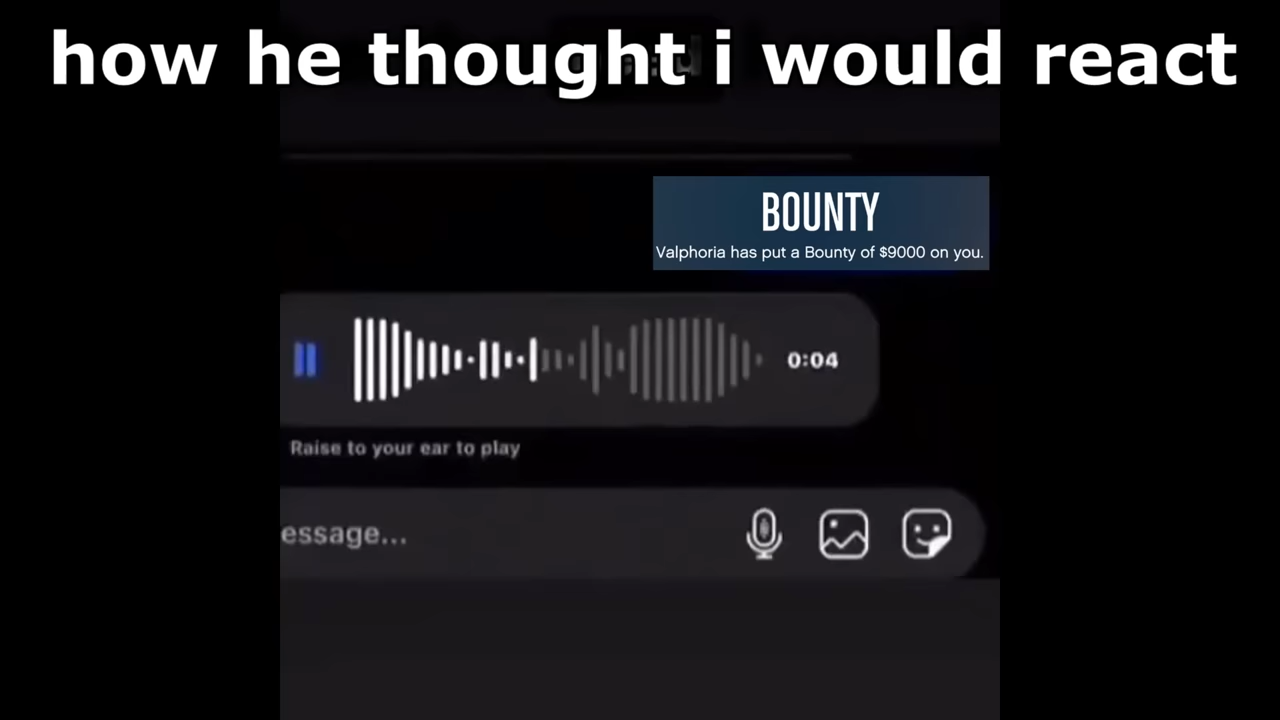 how he thought i would react
BOUNTY
Valphoria has put a Bounty of $9000 on you.
0:04
Raise to your ear to play
essage...